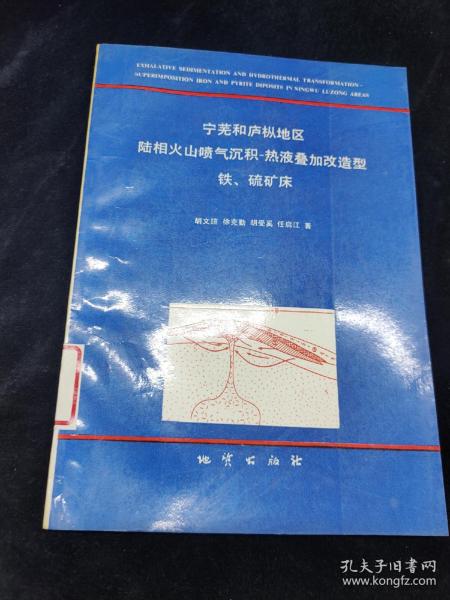 EXHALATIVE SEDIMENTATION AND HYDROTHERMAL TRANSFORMATION–
SUPERIMPOSITION IRON AND PYRITE DIPOSITS IN NINGWU LUZONG AREAS
宁芜和庐枞地区
陆相火山喷气沉积-热液叠加改造型
铁、硫矿床
胡文瑄 徐克勤 胡受奚 任启江 著
地质出版社
孔夫子旧书网
www.kongfz.com